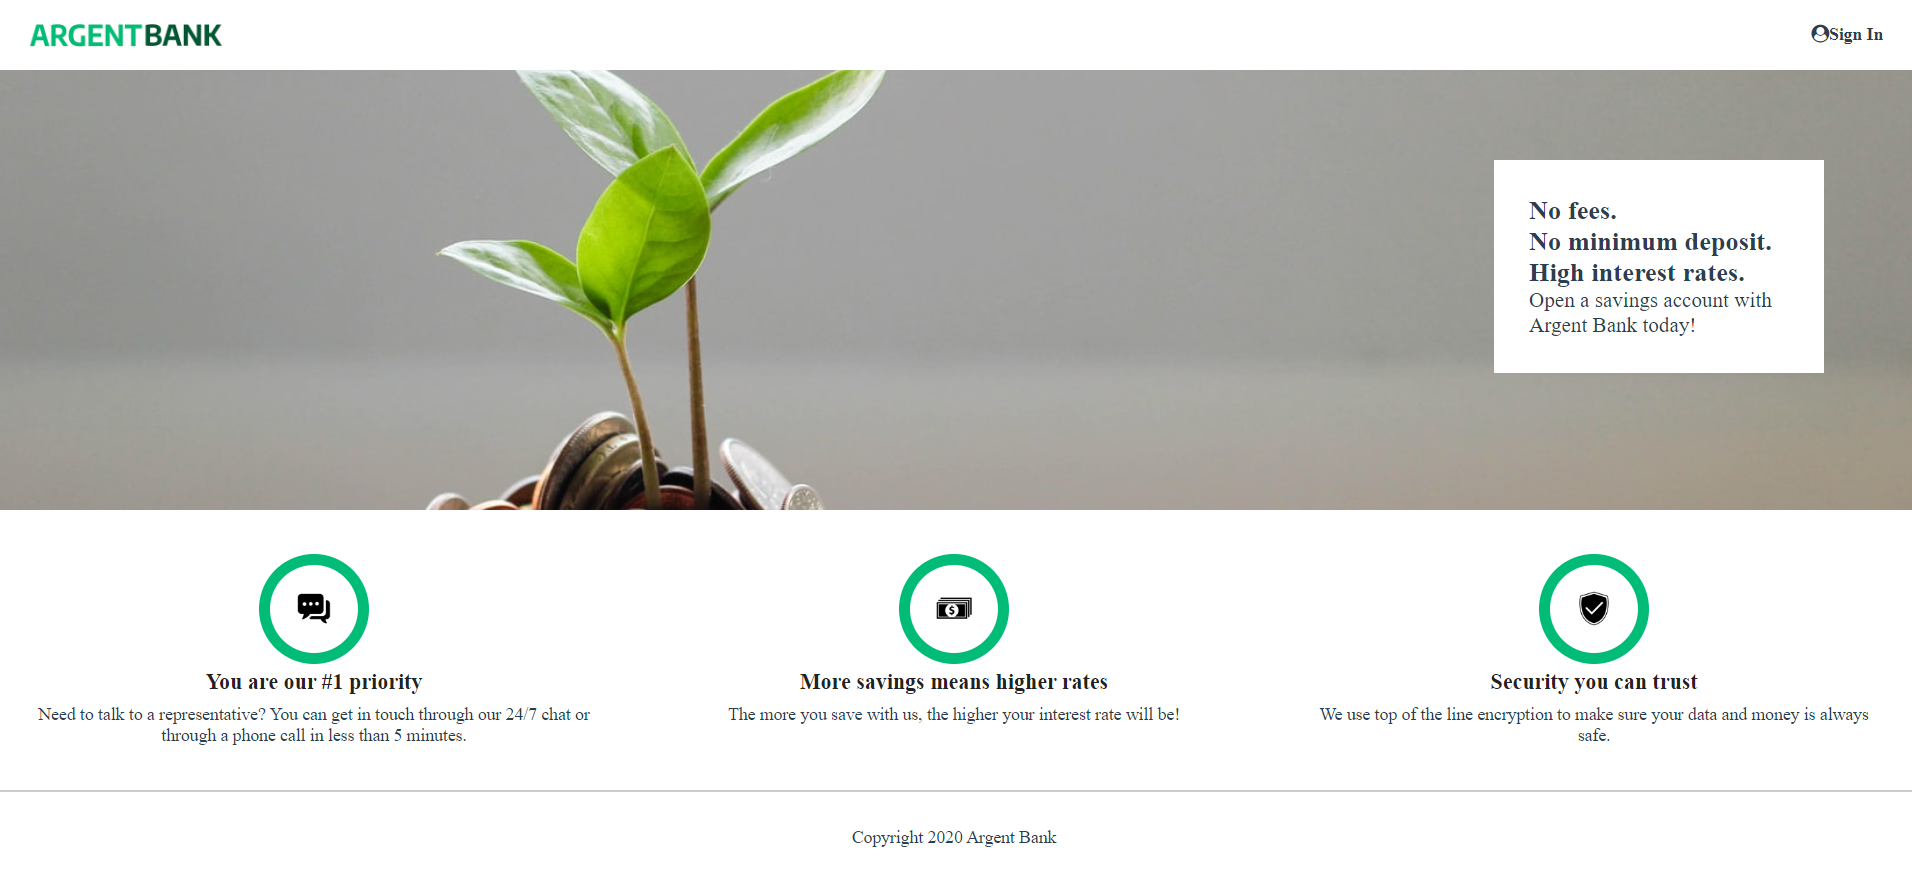 ARGENTBANK
Sign In
No fees.
No minimum deposit.
High interest rates.
Open a savings account with
Argent Bank today!
You are our #1 priority
Need to talk to a representative? You can get in touch through our 24/7 chat or
through a phone call in less than 5 minutes.
More savings means higher rates
The more you save with us, the higher your interest rate will be!
Security you can trust
We use top of the line encryption to make sure your data and money is always
safe.
Copyright 2020 Argent Bank